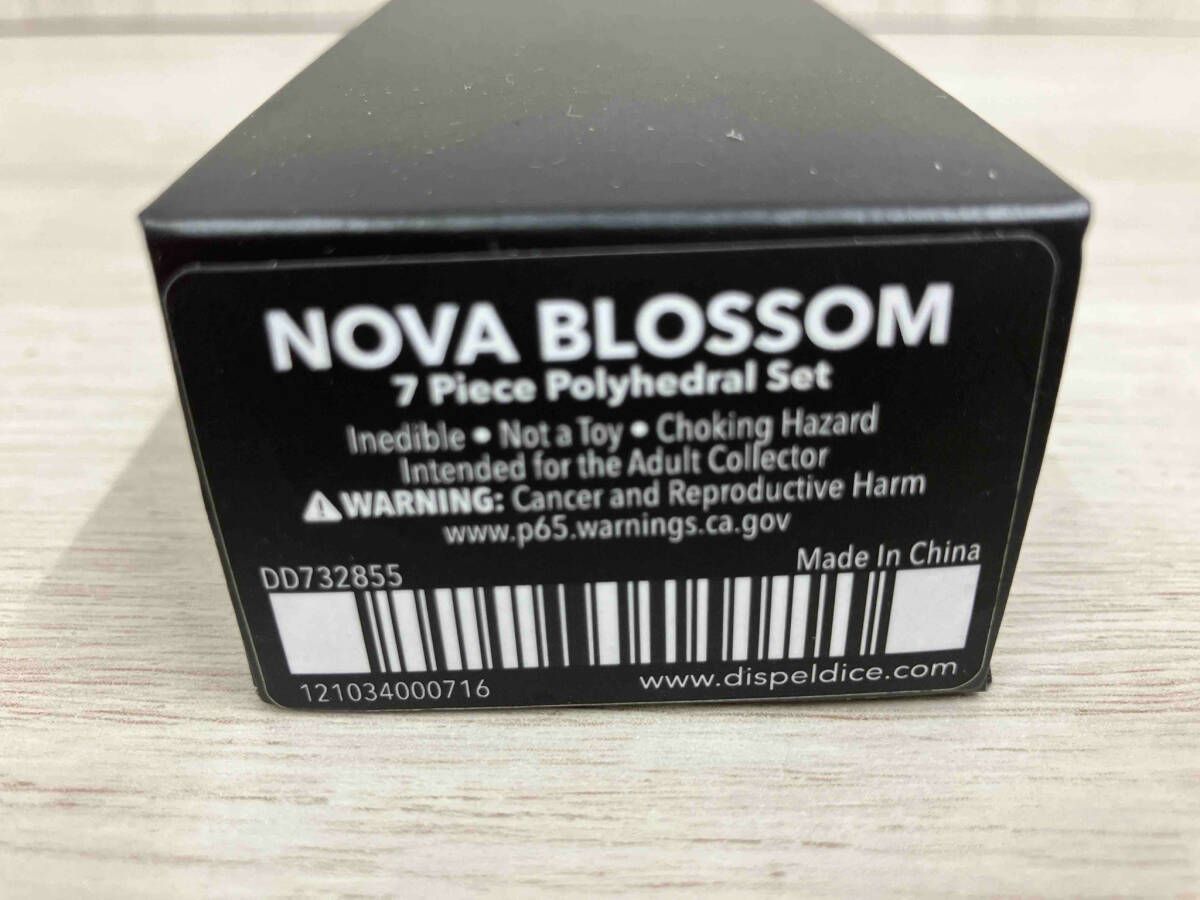 NOVA BLOSSOM
7 Piece Polyhedral Set
Inedible • Not a Toy • Choking Hazard
Intended for the Adult Collector
⚠WARNING: Cancer and Reproductive Harm
www.p65.warnings.ca.gov
DD732855
Made In China
121034000716
www.dispeldice.com